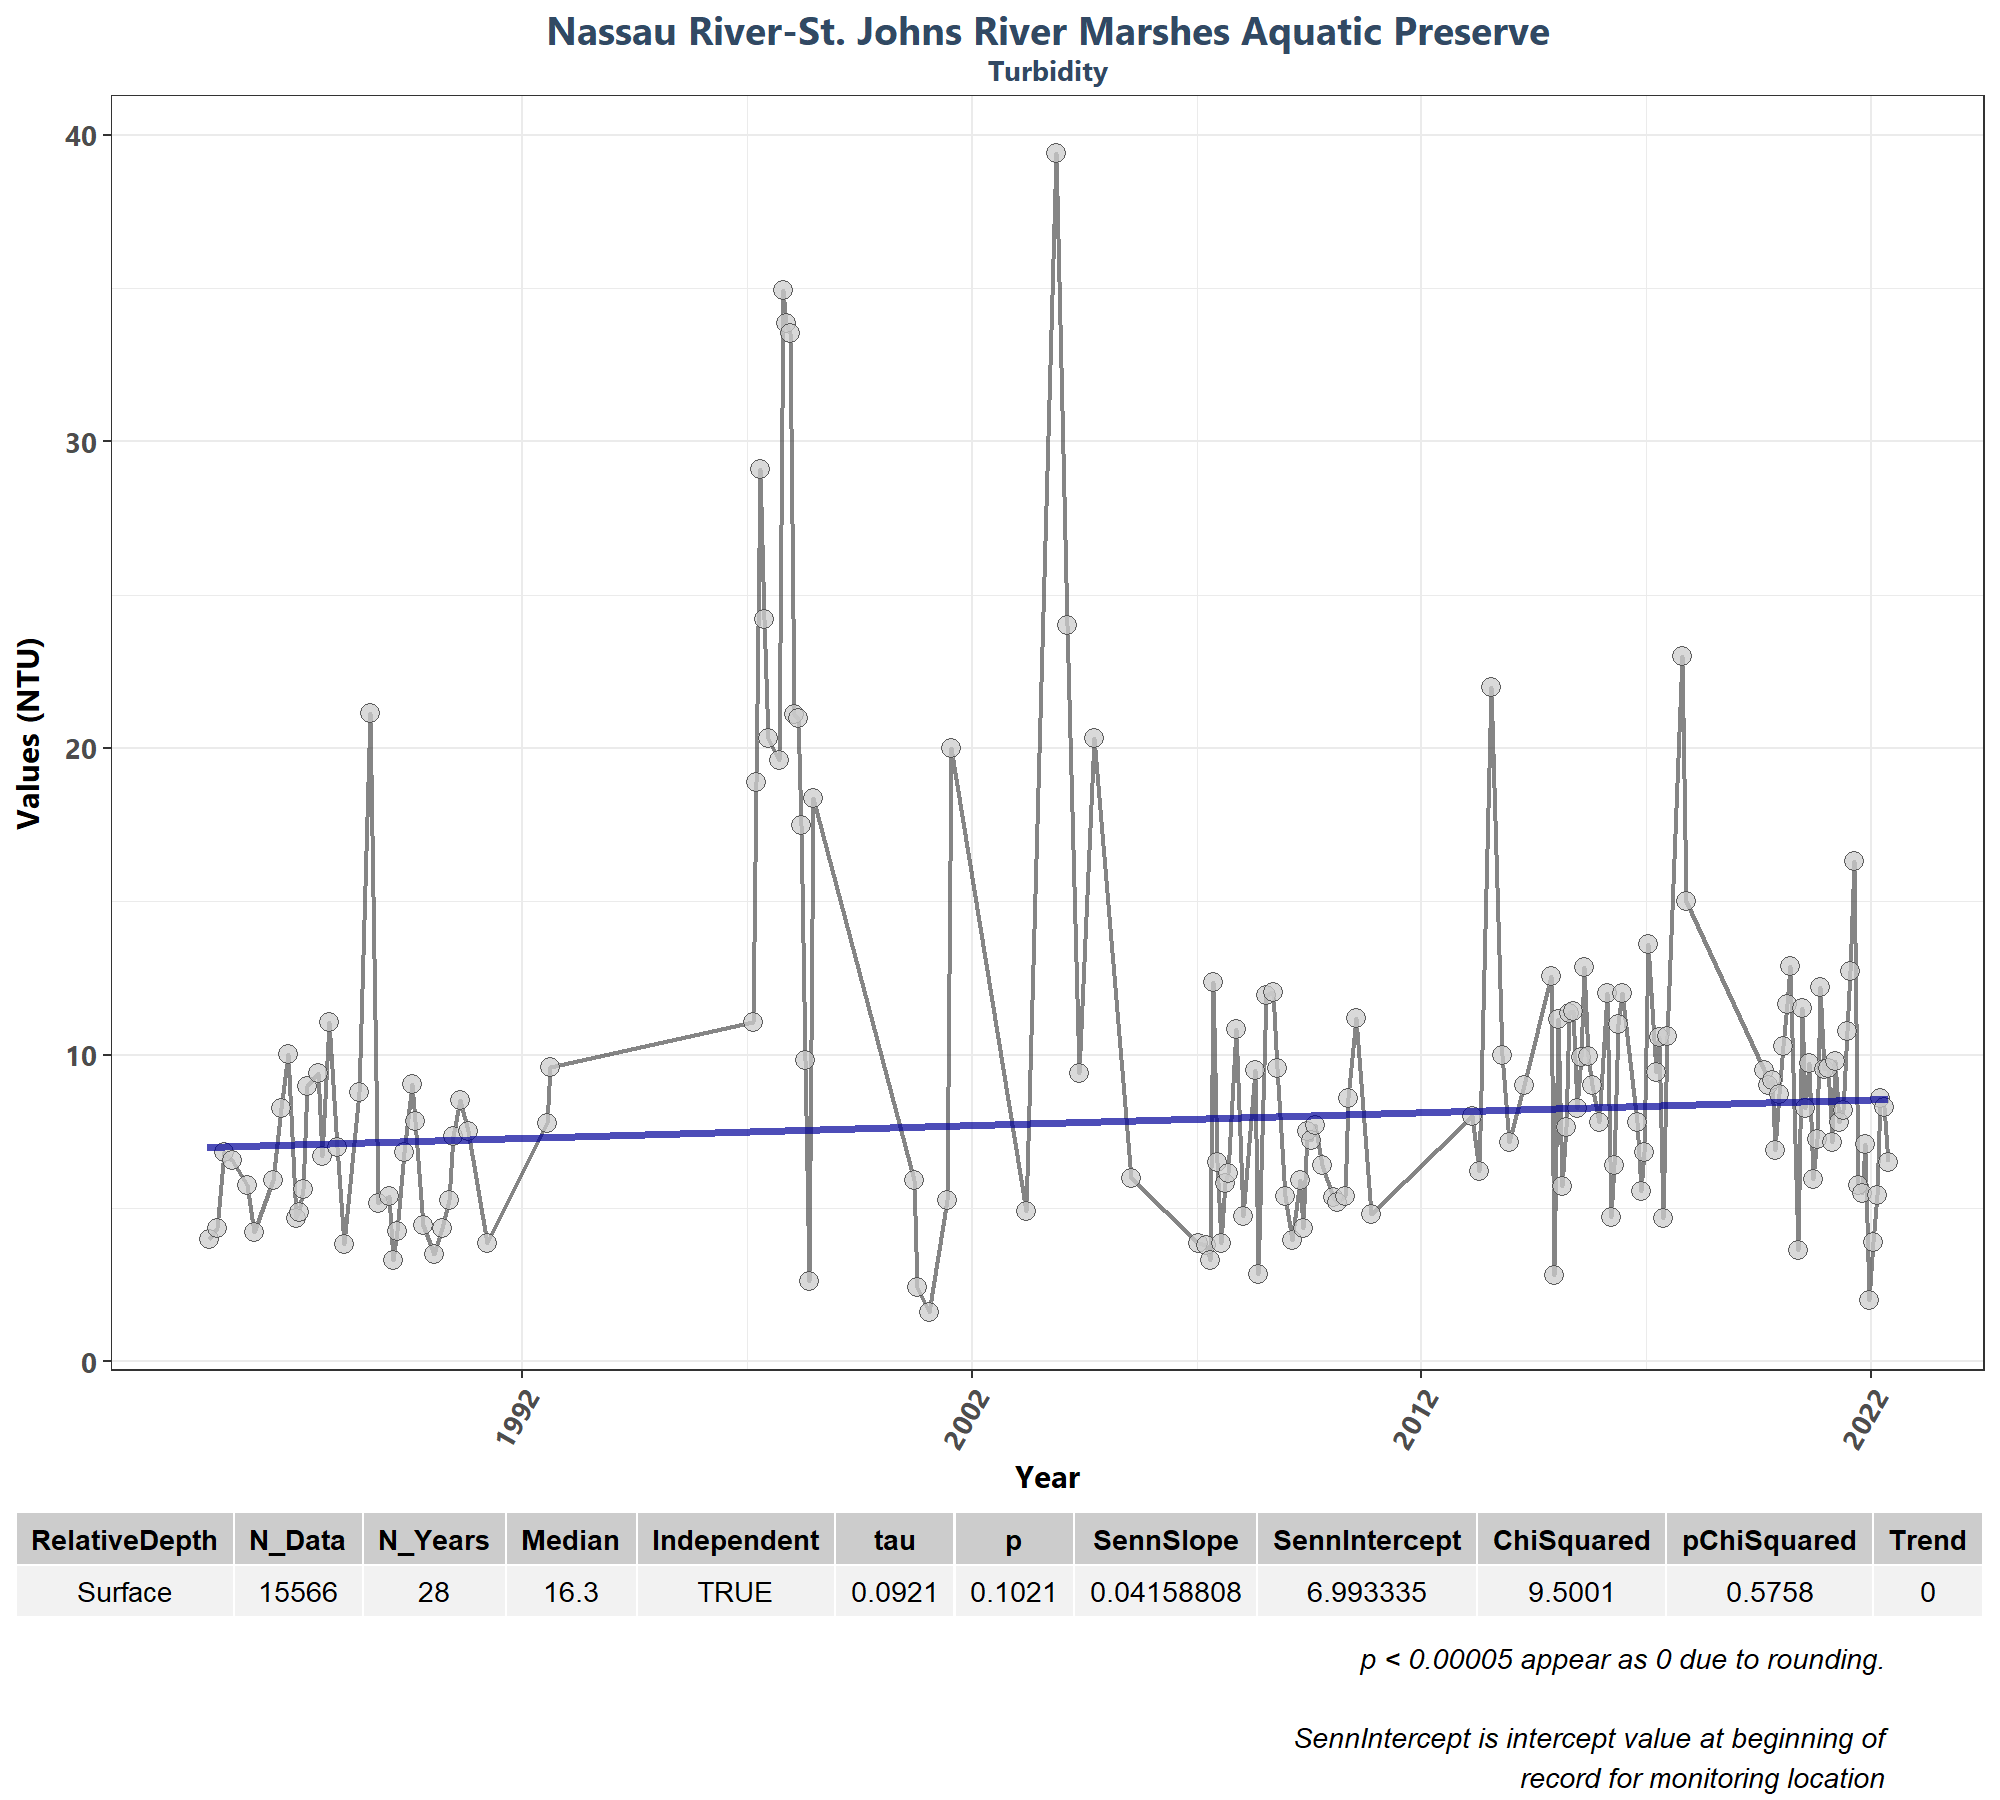 Nassau River-St. Johns River Marshes Aquatic Preserve
Turbidity
Values (NTU)
40
30
20
10
0
1992
2002
2012
2022
Year
RelativeDepth N_Data N_Years Median Independent tau p SennSlope SennIntercept ChiSquared pChiSquared Trend
Surface 15566 28 16.3 TRUE 0.0921 0.1021 0.04158808 6.993335 9.5001 0.5758 0
p < 0.00005 appear as 0 due to rounding.
SennIntercept is intercept value at beginning of
record for monitoring location